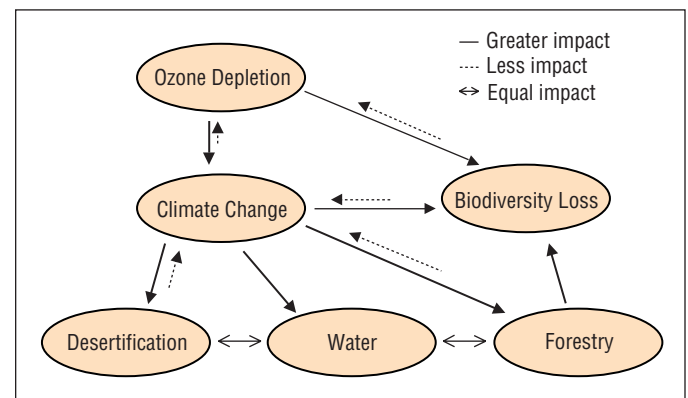 Greater impact
Less impact
Equal impact
Ozone Depletion
Biodiversity Loss
Climate Change
Desertification
Water
Forestry